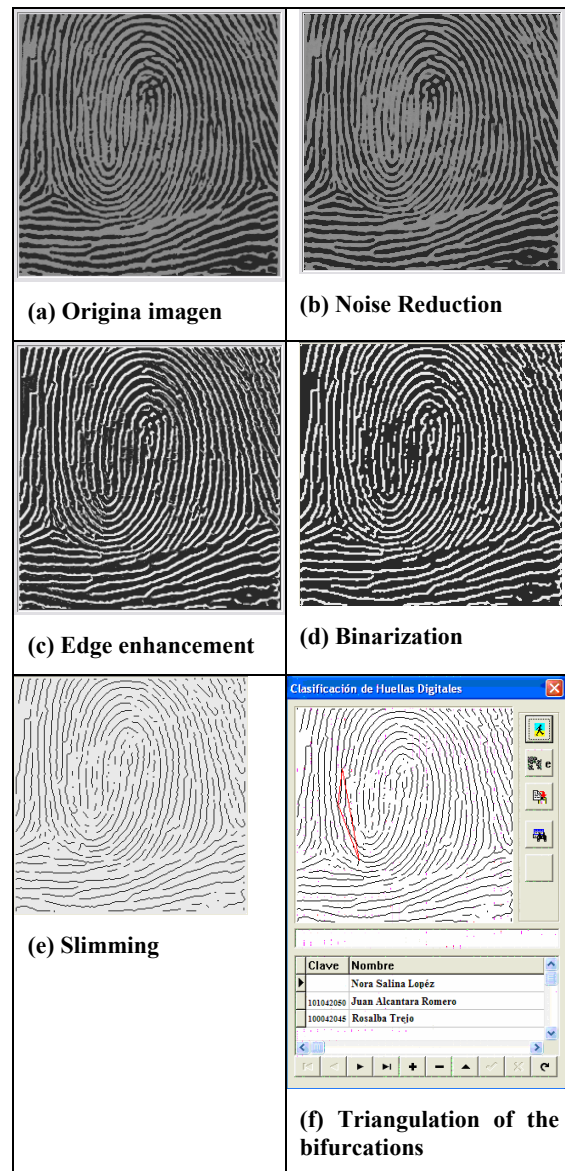 (a) Origina imagen
(b) Noise Reduction
(c) Edge enhancement
(d) Binarization
(e) Slimming
Clasificación de Huellas Digitales
e
Clave Nombre
Nora Salina Lopéz
101042050 Juan Alcantara Romero
100042045 Rosalba Trejo
(f) Triangulation of the
bifurcations